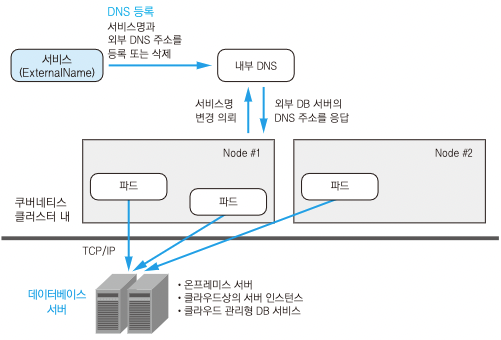 DNS 등록
서비스명과
외부 DNS 주소를
등록 또는 삭제
서비스
(ExternalName)
내부 DNS
서비스명
변경 의뢰
외부 DB 서버의
DNS 주소를 응답
Node #1
Node #2
파드
파드
파드
쿠버네티스
클러스터 내
TCP/IP
데이터베이스
서버
• 온프레미스 서버
• 클라우드상의 서버 인스턴스
• 클라우드 관리형 DB 서비스